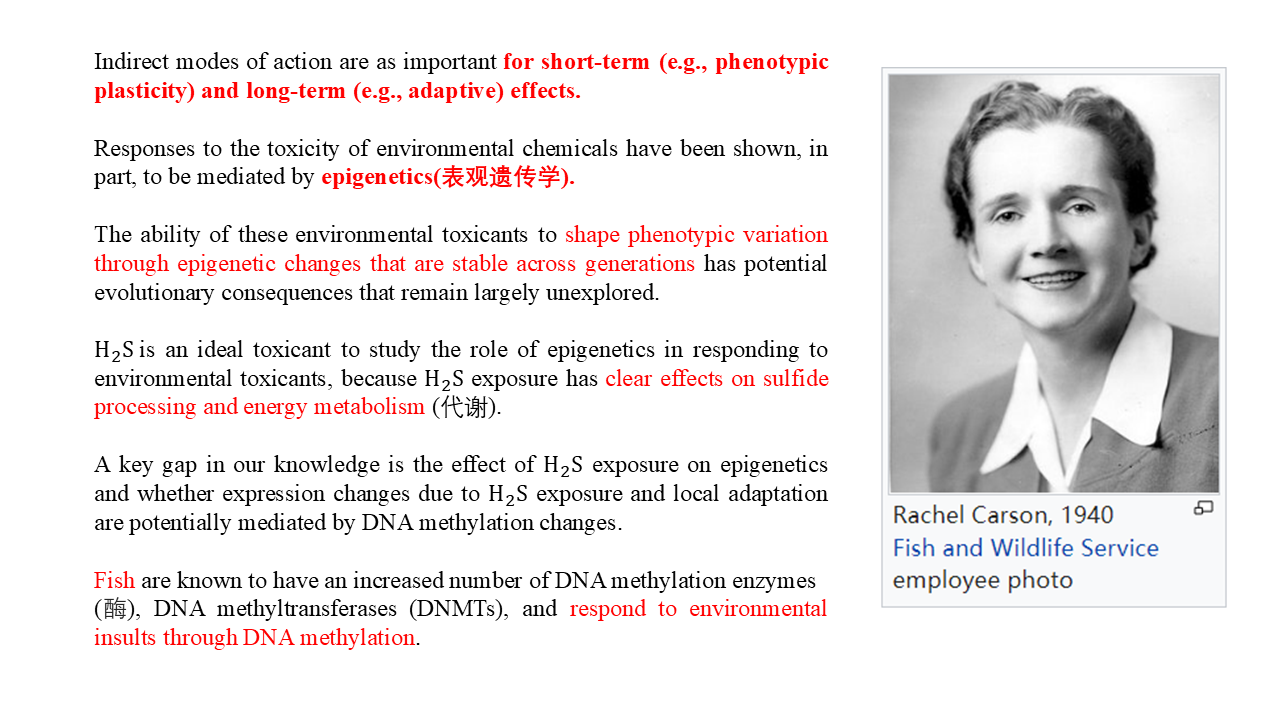 Indirect modes of action are as important for short-term (e.g., phenotypic
plasticity) and long-term (e.g., adaptive) effects.
Responses to the toxicity of environmental chemicals have been shown, in
part, to be mediated by epigenetics(表观遗传学).
The ability of these environmental toxicants to shape phenotypic variation
through epigenetic changes that are stable across generations has potential
evolutionary consequences that remain largely unexplored.
H₂S is an ideal toxicant to study the role of epigenetics in responding to
environmental toxicants, because H₂S exposure has clear effects on sulfide
processing and energy metabolism (代谢).
A key gap in our knowledge is the effect of H₂S exposure on epigenetics
and whether expression changes due to H₂S exposure and local adaptation
are potentially mediated by DNA methylation changes.
Fish are known to have an increased number of DNA methylation enzymes
(酶), DNA methyltransferases (DNMTs), and respond to environmental
insults through DNA methylation.
Rachel Carson, 1940
Fish and Wildlife Service
employee photo